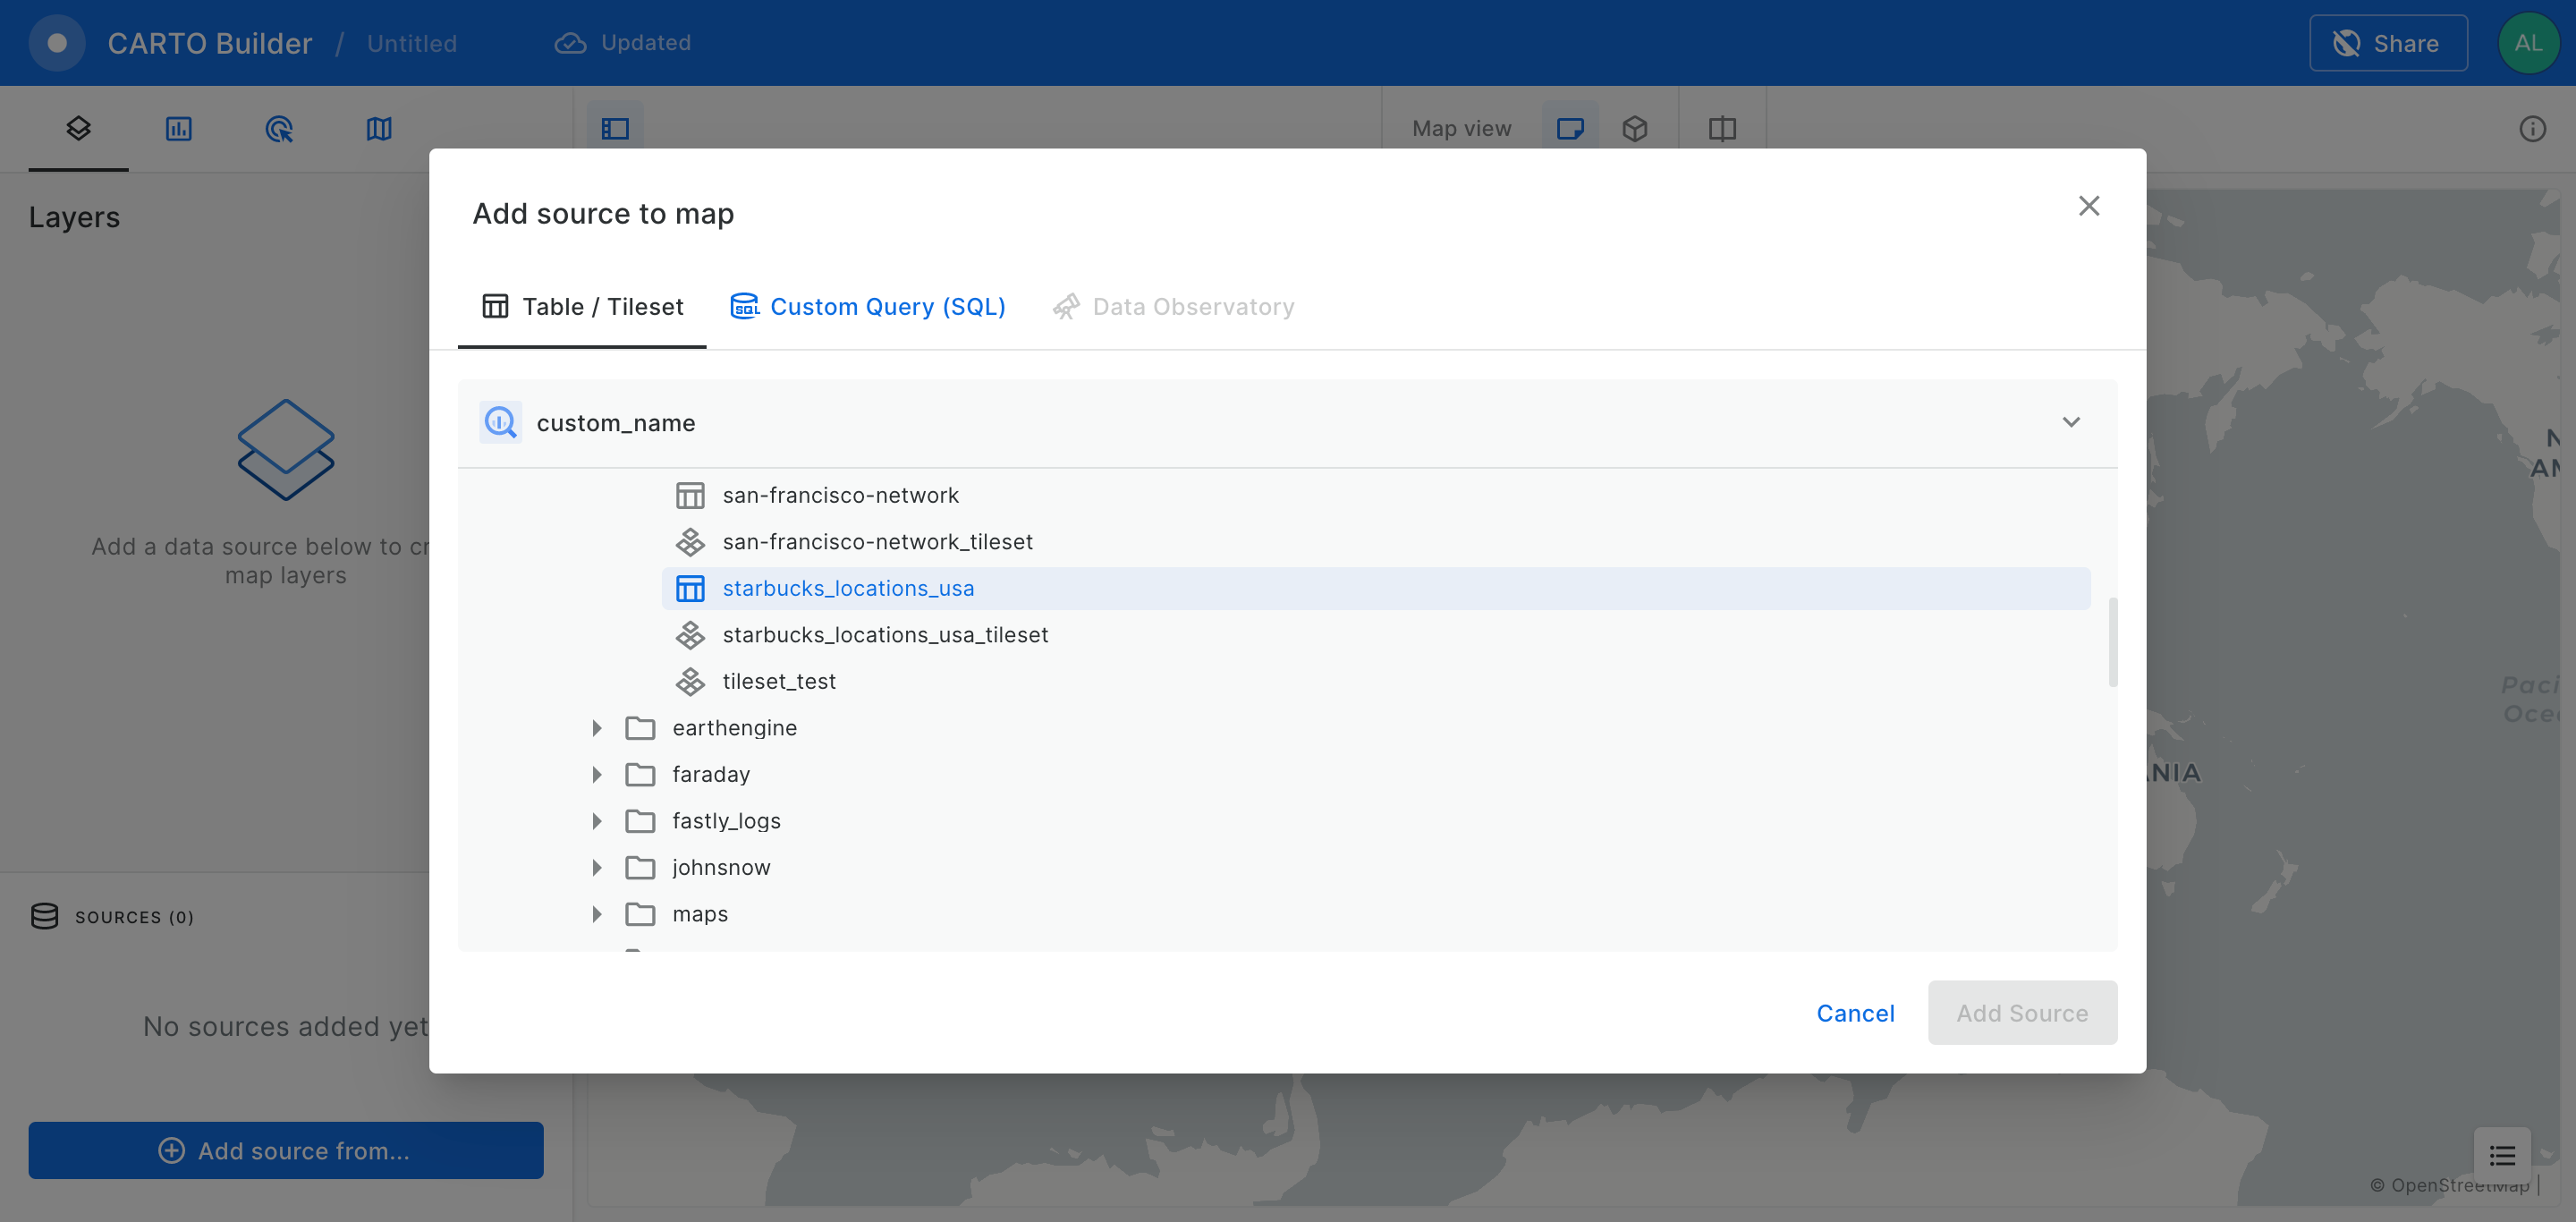 CARTO Builder / Untitled
Updated
Share
AL
Map view
Layers
Add a data source below to cr
map layers
SOURCES (0)
No sources added yet
Add source from...
Add source to map
Table / Tileset
SQL
Custom Query (SQL)
Data Observatory
custom_name
san-francisco-network
san-francisco-network_tileset
starbucks_locations_usa
starbucks_locations_usa_tileset
tileset_test
earthengine
faraday
fastly_logs
johnsnow
maps
Cancel
Add Source
N
AM
Paci
Ocea
ANIA
© OpenStreetMap |